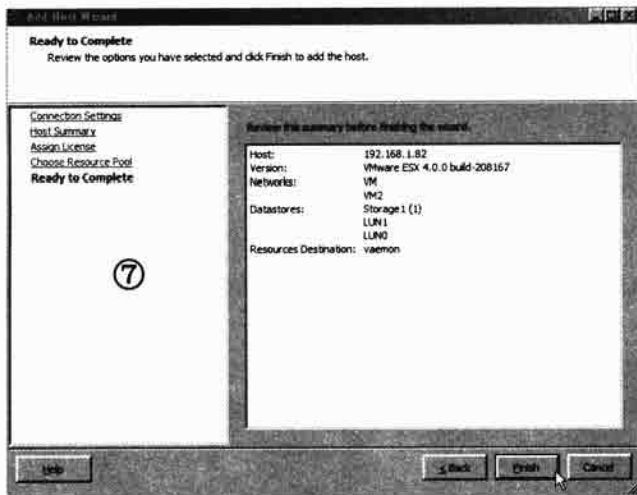 Add Host Wizard
Ready to Complete
Review the options you have selected and click Finish to add the host.
Connection Settings
Host Summary
Assign License
Choose Resource Pool
Ready to Complete
Review this summary before finishing the wizard.
Host: 192.168.1.82
Version: VMware ESX 4.0.0 build-208167
Networks: VM
VM2
Datastores: Storage1 (1)
LUN1
LUN0
Resources Destination: vaemon
⑦
Help
< Back
Finish
Cancel